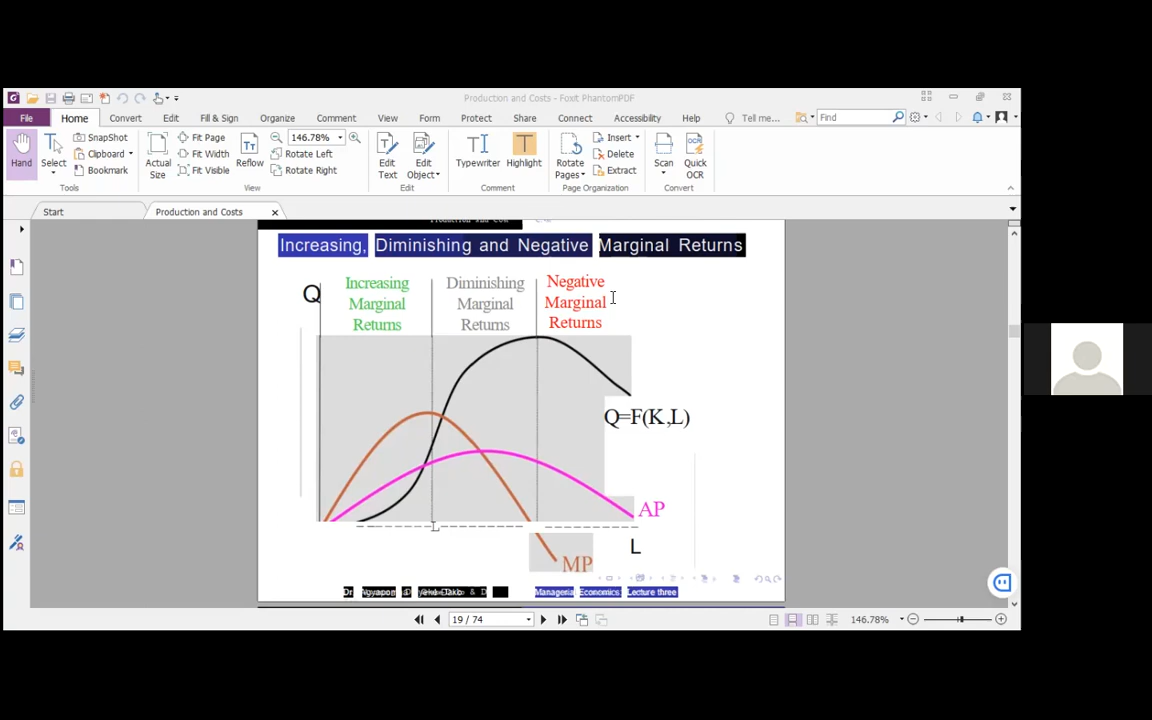 Production and Costs - Foxit PhantomPDF
File Home Convert Edit Fill & Sign Organize Comment View Form Protect Share Connect Accessibility Help Tell me... Find
Hand
Select
SnapShot
Clipboard
Bookmark
Tools
Actual Size
Fit Page
Fit Width
Fit Visible
Reflow
146.78%
Rotate Left
Rotate Right
View
Edit Text
Edit Object
Edit
Typewriter
Highlight
Comment
Rotate Pages
Insert
Delete
Extract
Page Organization
Scan
Quick OCR
Convert
Start
Production and Costs
Increasing, Diminishing and Negative Marginal Returns
Q
Increasing
Marginal
Returns
Diminishing
Marginal
Returns
Negative
Marginal
Returns
Q=F(K,L)
AP
L
L
MP
Managerial Economics: Lecture three
19 / 74
146.78%